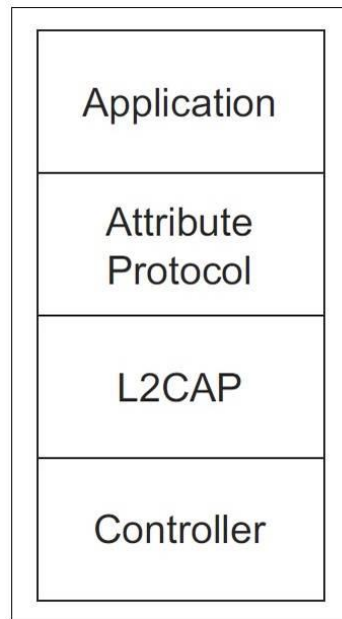 Application
Attribute
Protocol
L2CAP
Controller